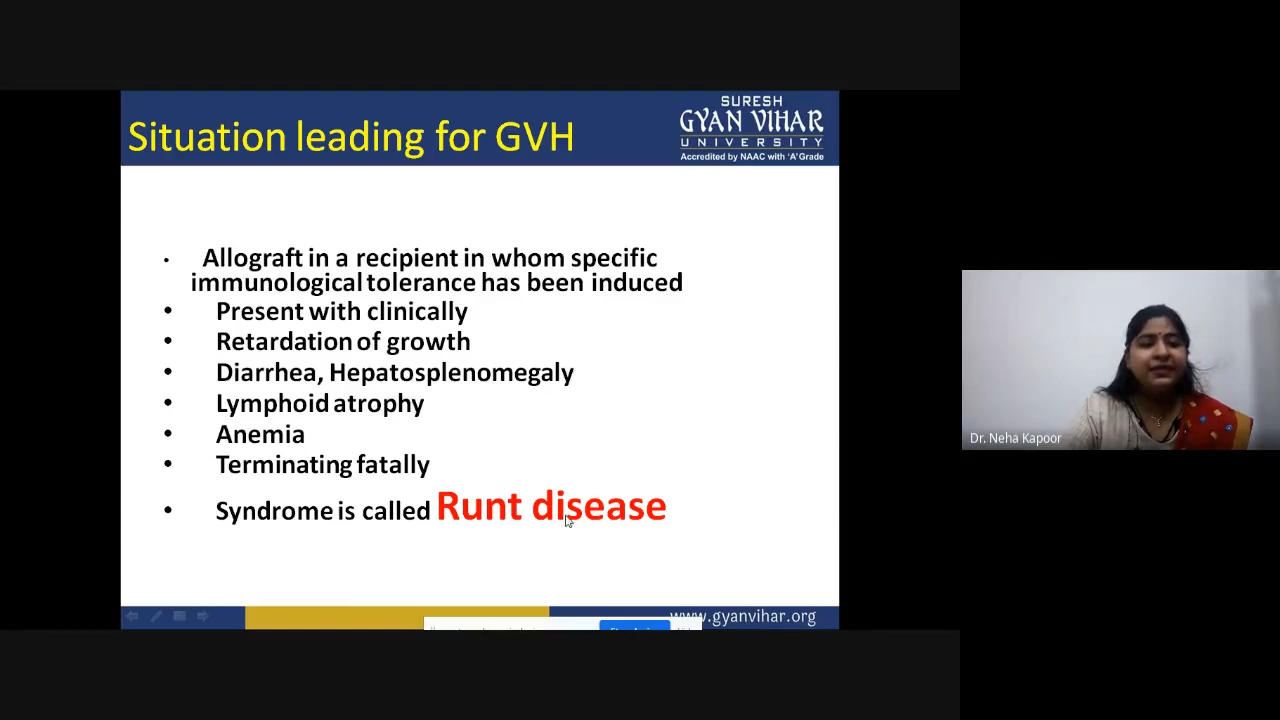 Situation leading for GVH
SURESH
GYAN VIHAR
UNIVERSITY
Accredited by NAAC with 'A' Grade
• Allograft in a recipient in whom specific
immunological tolerance has been induced
• Present with clinically
• Retardation of growth
• Diarrhea, Hepatosplenomegaly
• Lymphoid atrophy
• Anemia
• Terminating fatally
• Syndrome is called Runt disease
www.gyanvihar.org
Dr. Neha Kapoor